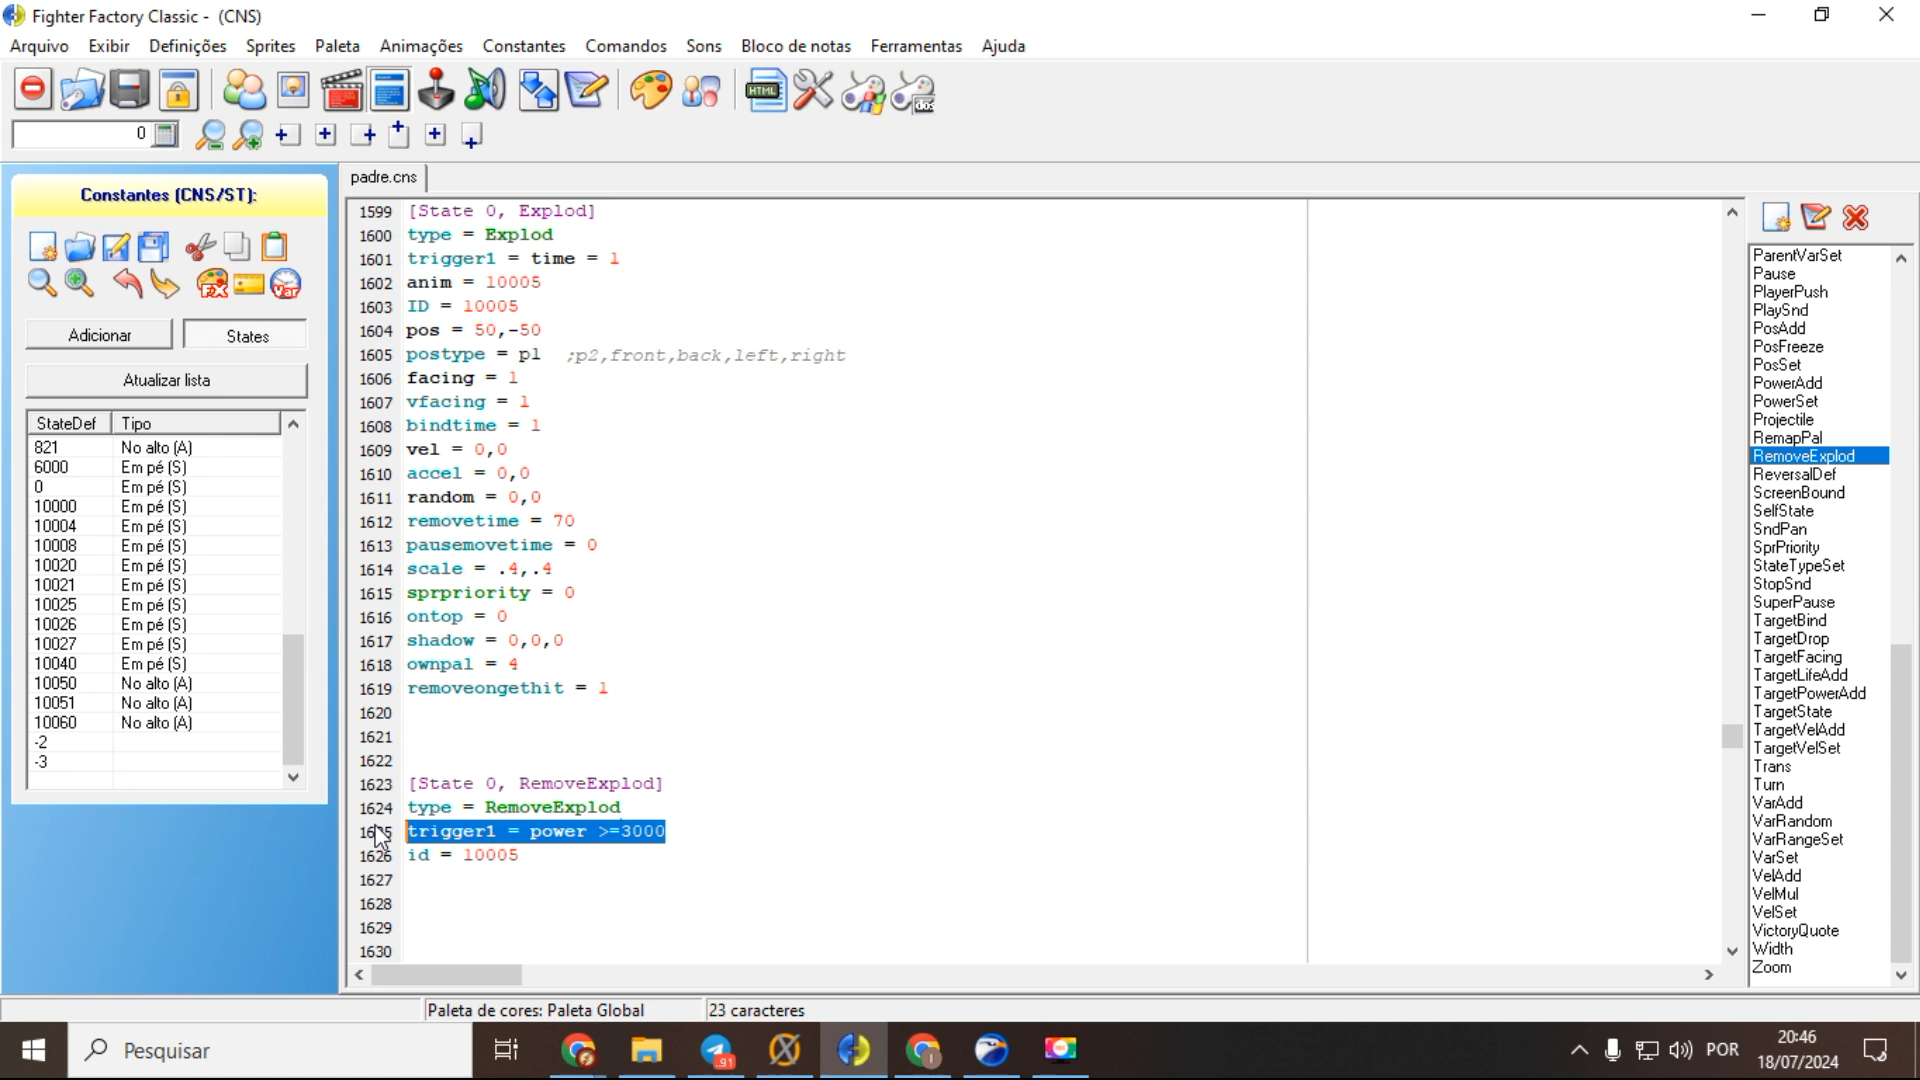 Fighter Factory Classic - (CNS)
Arquivo Exibir Definições Sprites Paleta Animações Constantes Comandos Sons Bloco de notas Ferramentas Ajuda
HTML
dos
0
Constantes (CNS/ST):
FX
Var
Adicionar
States
Atualizar lista
StateDef Tipo
821 No alto (A)
6000 Em pé (S)
0 Em pé (S)
10000 Em pé (S)
10004 Em pé (S)
10008 Em pé (S)
10020 Em pé (S)
10021 Em pé (S)
10025 Em pé (S)
10026 Em pé (S)
10027 Em pé (S)
10040 Em pé (S)
10050 No alto (A)
10051 No alto (A)
10060 No alto (A)
-2
-3
padre.cns
1599 [State 0, Explod]
1600 type = Explod
1601 trigger1 = time = 1
1602 anim = 10005
1603 ID = 10005
1604 pos = 50,-50
1605 postype = p1 ;p2,front,back,left,right
1606 facing = 1
1607 vfacing = 1
1608 bindtime = 1
1609 vel = 0,0
1610 accel = 0,0
1611 random = 0,0
1612 removetime = 70
1613 pausemovetime = 0
1614 scale = .4,.4
1615 sprpriority = 0
1616 ontop = 0
1617 shadow = 0,0,0
1618 ownpal = 4
1619 removeongethit = 1
1620
1621
1622
1623 [State 0, RemoveExplod]
1624 type = RemoveExplod
1625 trigger1 = power >=3000
1626 id = 10005
1627
1628
1629
1630
ParentVarSet
Pause
PlayerPush
PlaySnd
PosAdd
PosFreeze
PosSet
PowerAdd
PowerSet
Projectile
RemapPal
RemoveExplod
ReversalDef
ScreenBound
SelfState
SndPan
SprPriority
StateTypeSet
StopSnd
SuperPause
TargetBind
TargetDrop
TargetFacing
TargetLifeAdd
TargetPowerAdd
TargetState
TargetVelAdd
TargetVelSet
Trans
Turn
VarAdd
VarRandom
VarRangeSet
VarSet
VelAdd
VelMul
VelSet
VictoryQuote
Width
Zoom
Paleta de cores: Paleta Global
23 caracteres
Pesquisar
91
POR
20:46
18/07/2024